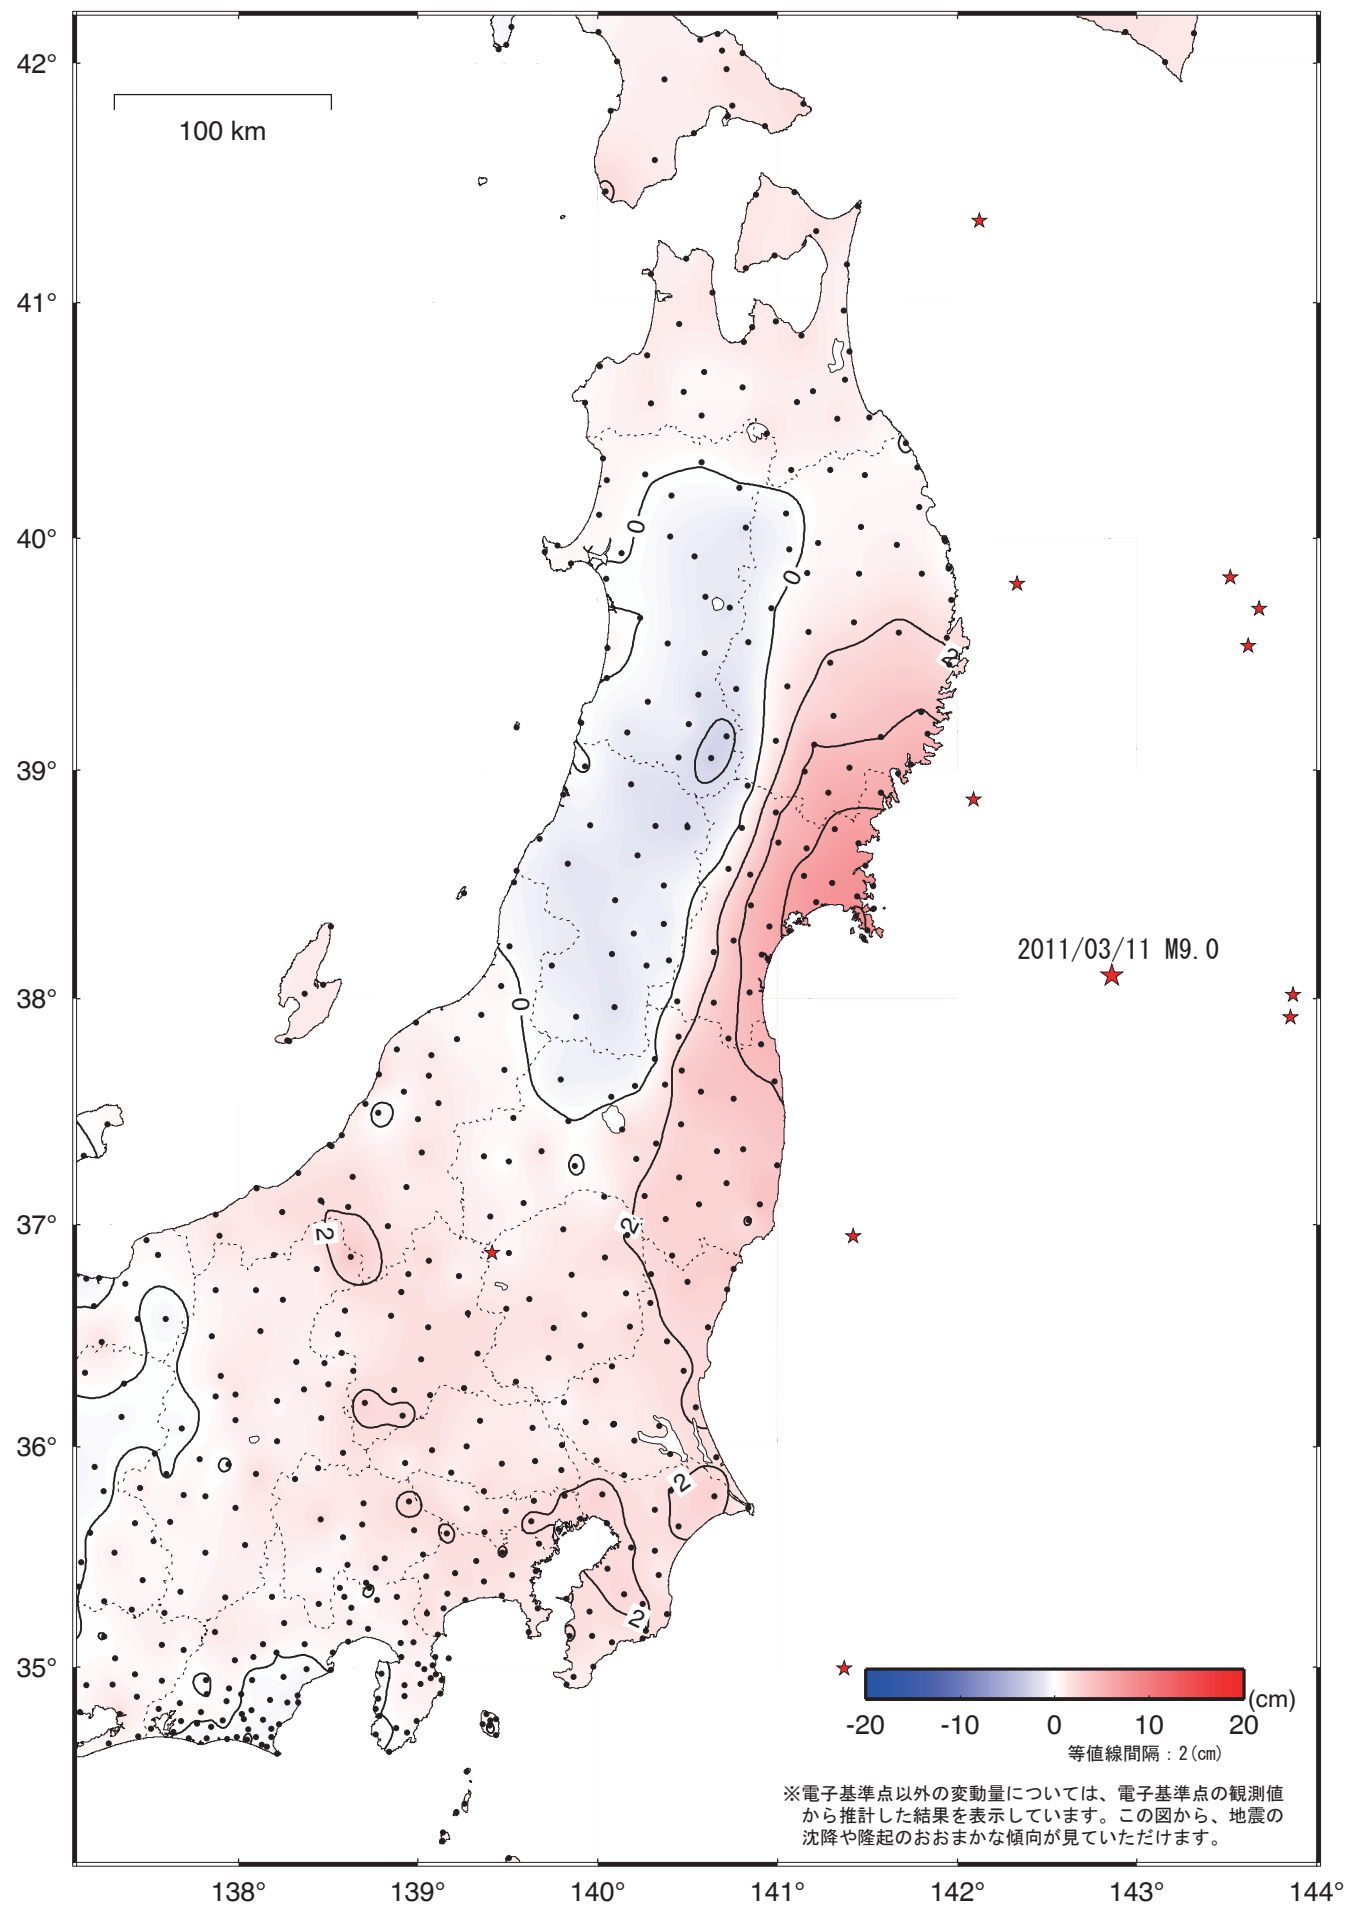 42°
100 km
41°
0
40°
0
2
39°
2011/03/11 M9.0
38°
0
37°
2
2
36°
2
2
35°
(cm)
-20 -10 0 10 20
等値線間隔：2(cm)
※電子基準点以外の変動量については、電子基準点の観測値
から推計した結果を表示しています。この図から、地震の
沈降や隆起のおおまかな傾向が見ていただけます。
138° 139° 140° 141° 142° 143° 144°